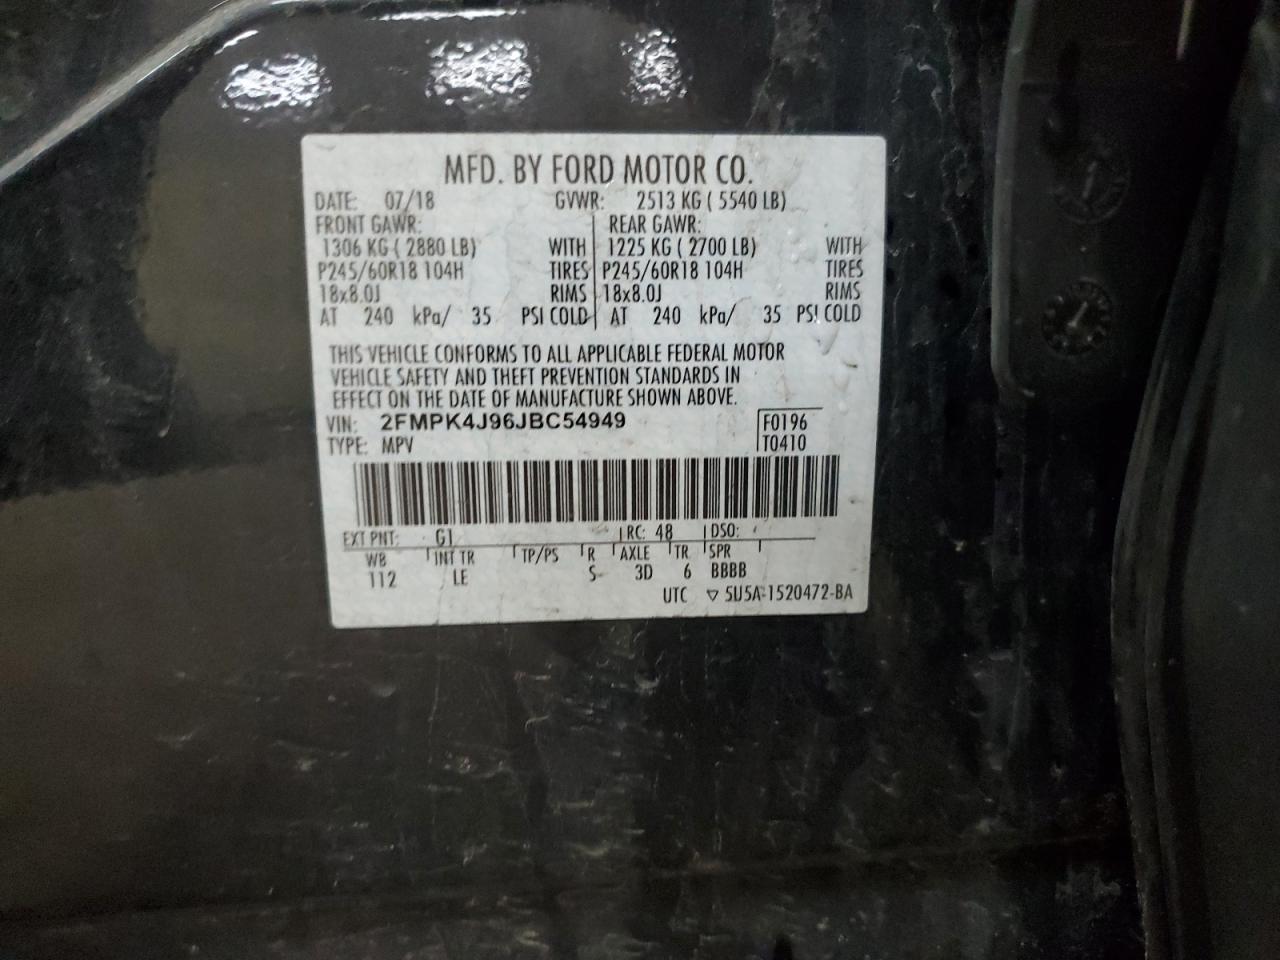 MFD. BY FORD MOTOR CO.
DATE: 07/18 GVWR: 2513 KG ( 5540 LB)
FRONT GAWR: REAR GAWR:
1306 KG ( 2880 LB) WITH 1225 KG ( 2700 LB) WITH
P245/60R18 104H TIRES P245/60R18 104H TIRES
18x8.0J RIMS 18x8.0J RIMS
AT 240 kPa/ 35 PSI COLD AT 240 kPa/ 35 PSI COLD
THIS VEHICLE CONFORMS TO ALL APPLICABLE FEDERAL MOTOR
VEHICLE SAFETY AND THEFT PREVENTION STANDARDS IN
EFFECT ON THE DATE OF MANUFACTURE SHOWN ABOVE.
VIN: 2FMPK4J96JBC54949 F0196
TYPE: MPV T0410
EXT PNT: G1 RC: 48 DSO:
WB INT TR TP/PS R AXLE TR SPR
112 LE S 3D 6 BBBB
UTC ▽ 5U5A-1520472-BA